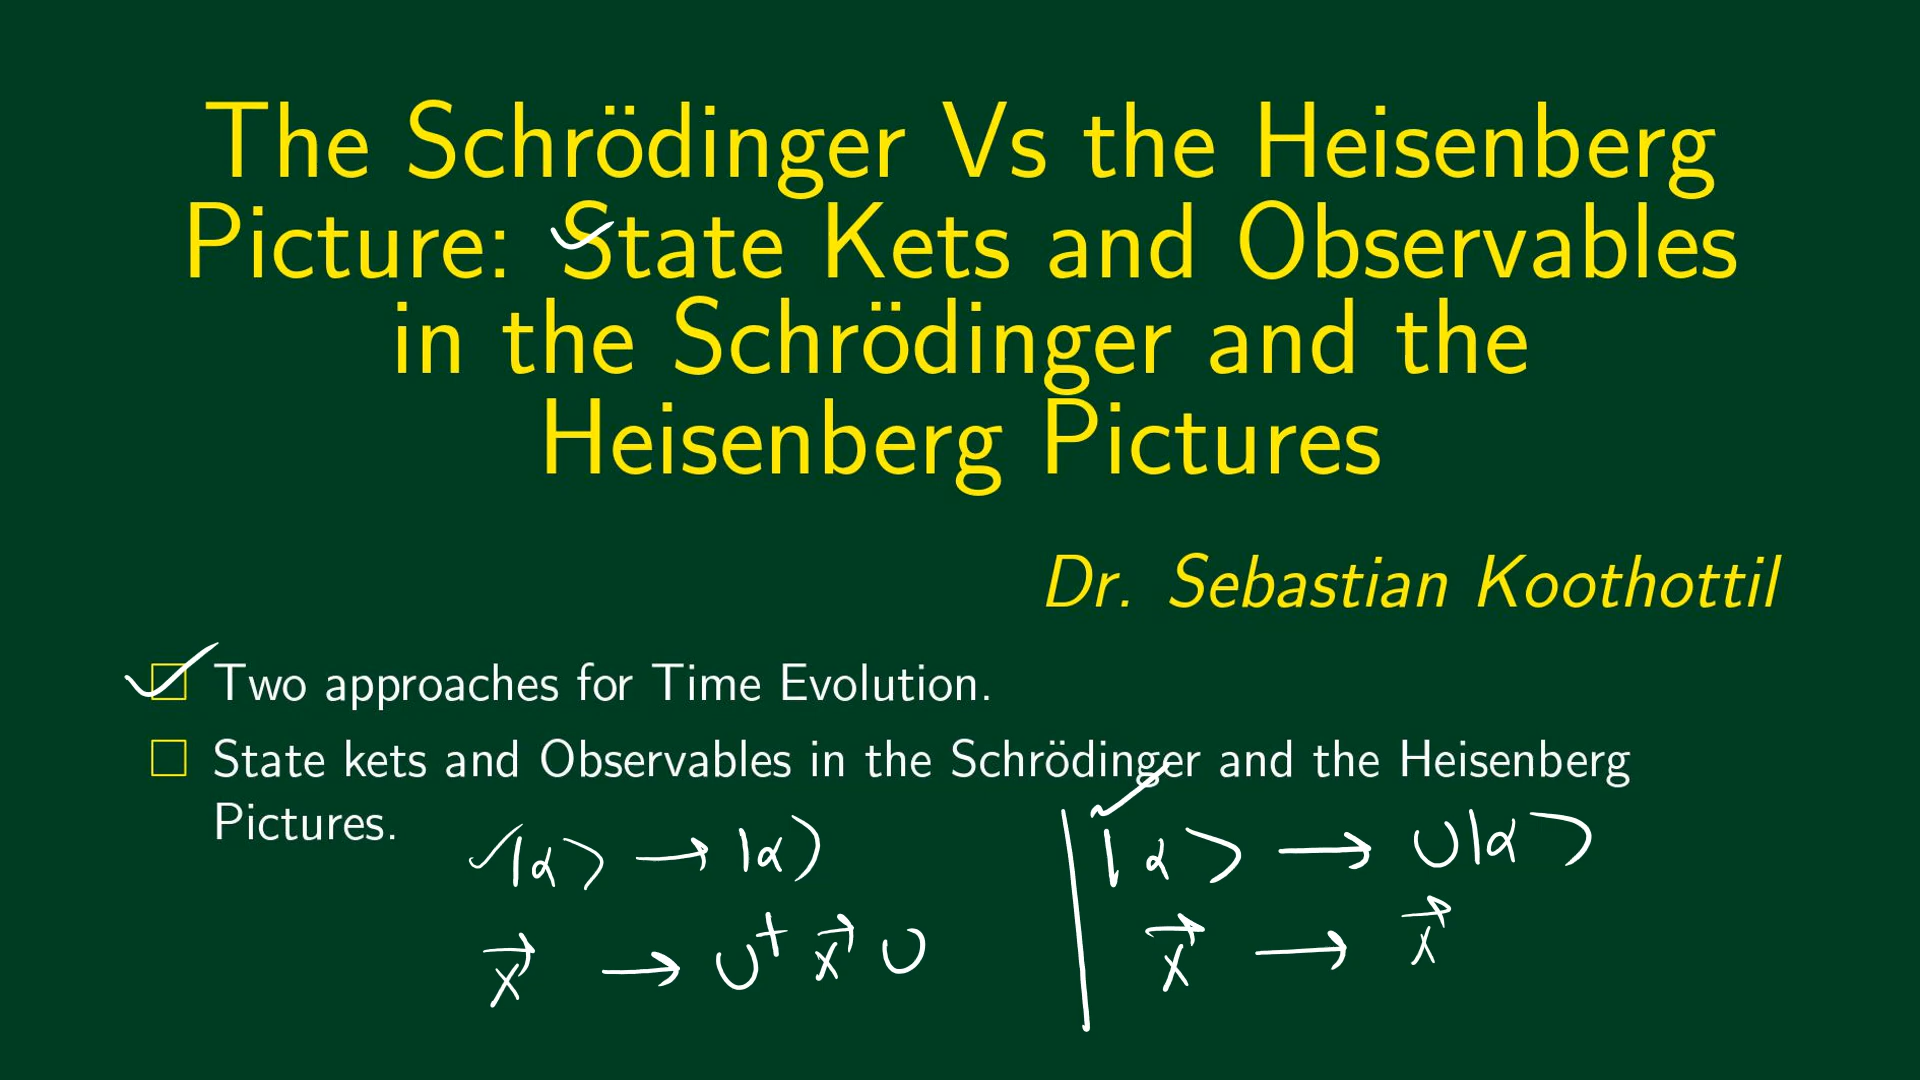 The Schrödinger Vs the Heisenberg
Picture: State Kets and Observables
in the Schrödinger and the
Heisenberg Pictures
Dr. Sebastian Koothottil
Two approaches for Time Evolution.
State kets and Observables in the Schrödinger and the Heisenberg
Pictures.
|α⟩ → |α⟩
x⃗ → U† x⃗ U
|α⟩ → U|α⟩
x⃗ → x⃗